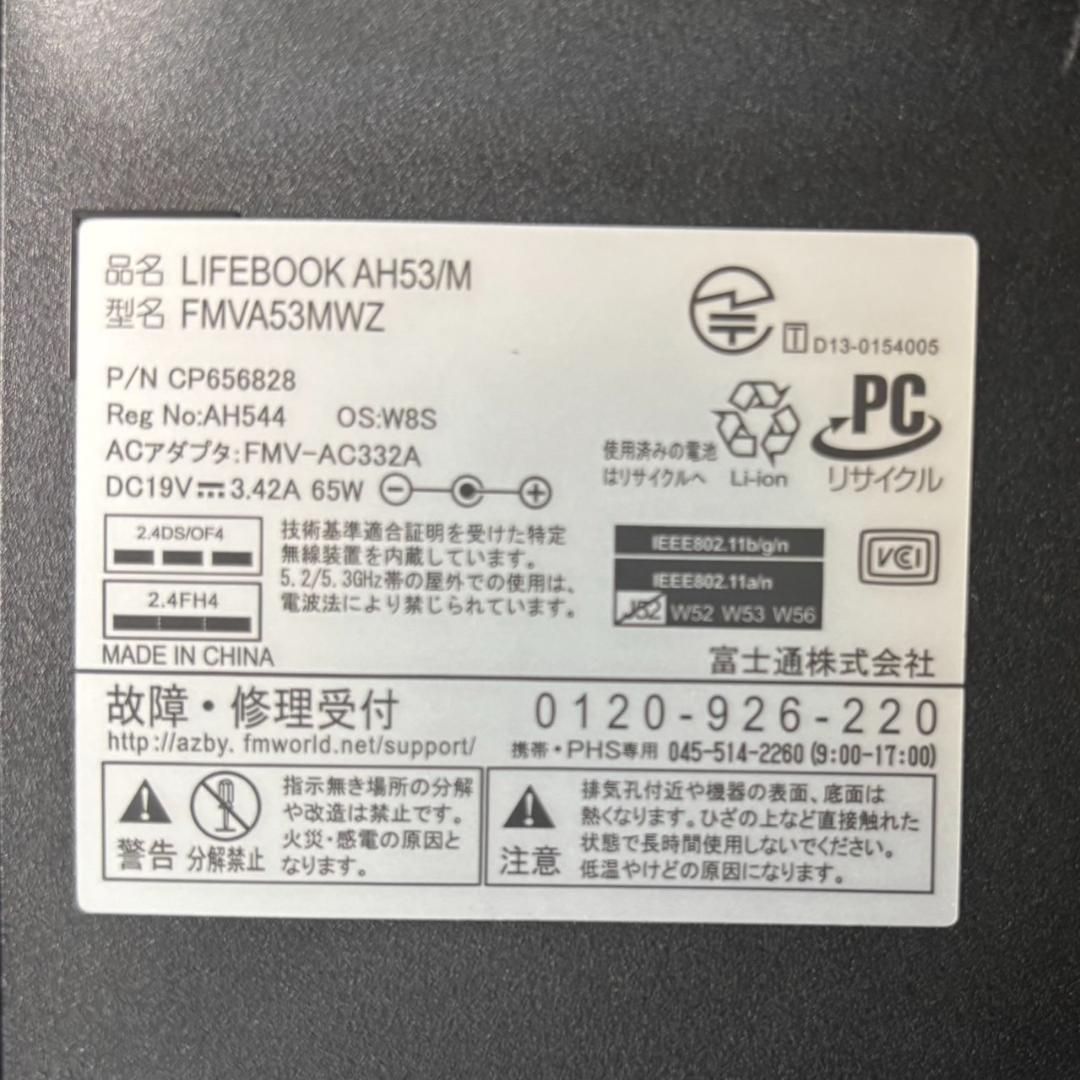 品名 LIFEBOOK AH53/M
型名 FMVA53MWZ
T D13-0154005
P/N CP656828
Reg No:AH544 OS:W8S
ACアダプタ:FMV-AC332A
DC19V 3.42A 65W
使用済みの電池
はリサイクルへ
Li-ion
PC
リサイクル
2.4DS/OF4
2.4FH4
技術基準適合証明を受けた特定
無線装置を内蔵しています。
5.2/5.3GHz帯の屋外での使用は、
電波法により禁じられています。
IEEE802.11b/g/n
IEEE802.11a/n
J52 W52 W53 W56
VCI
MADE IN CHINA
富士通株式会社
故障・修理受付 0120-926-220
http://azby.fmworld.net/support/ 携帯・PHS専用 045-514-2260 (9:00-17:00)
警告
分解禁止
指示無き場所の分解
や改造は禁止です。
火災・感電の原因と
なります。
注意
排気孔付近や機器の表面、底面は
熱くなります。ひざの上など直接触れた
状態で長時間使用しないでください。
低温やけどの原因になります。